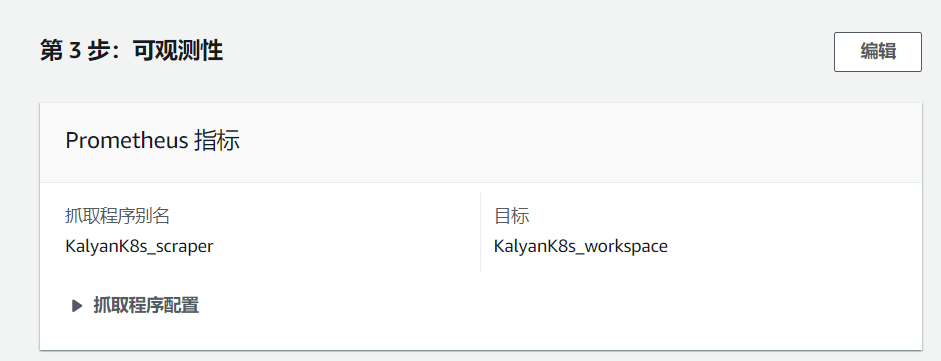 第 3 步：可观测性
编辑
Prometheus 指标
抓取程序别名
KalyanK8s_scraper
目标
KalyanK8s_workspace
抓取程序配置